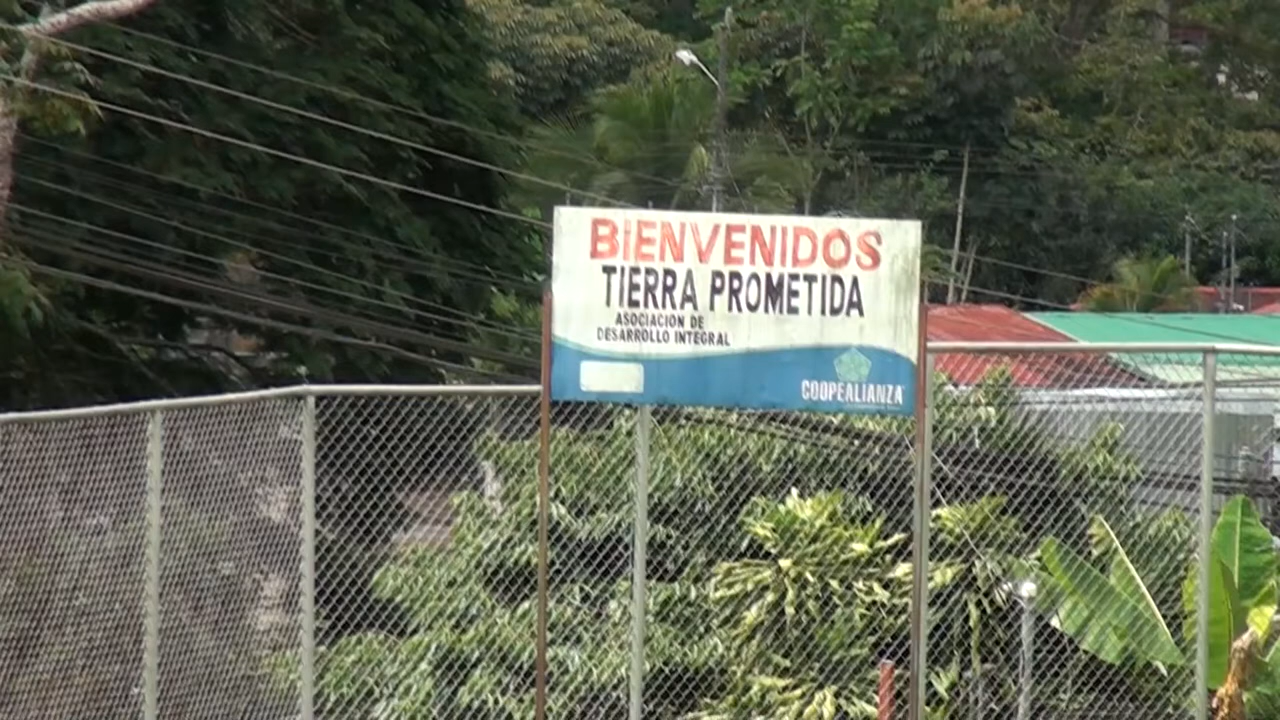 BIENVENIDOS
TIERRA PROMETIDA
ASOCIACION DE
DESARROLLO INTEGRAL
COOPEALIANZA